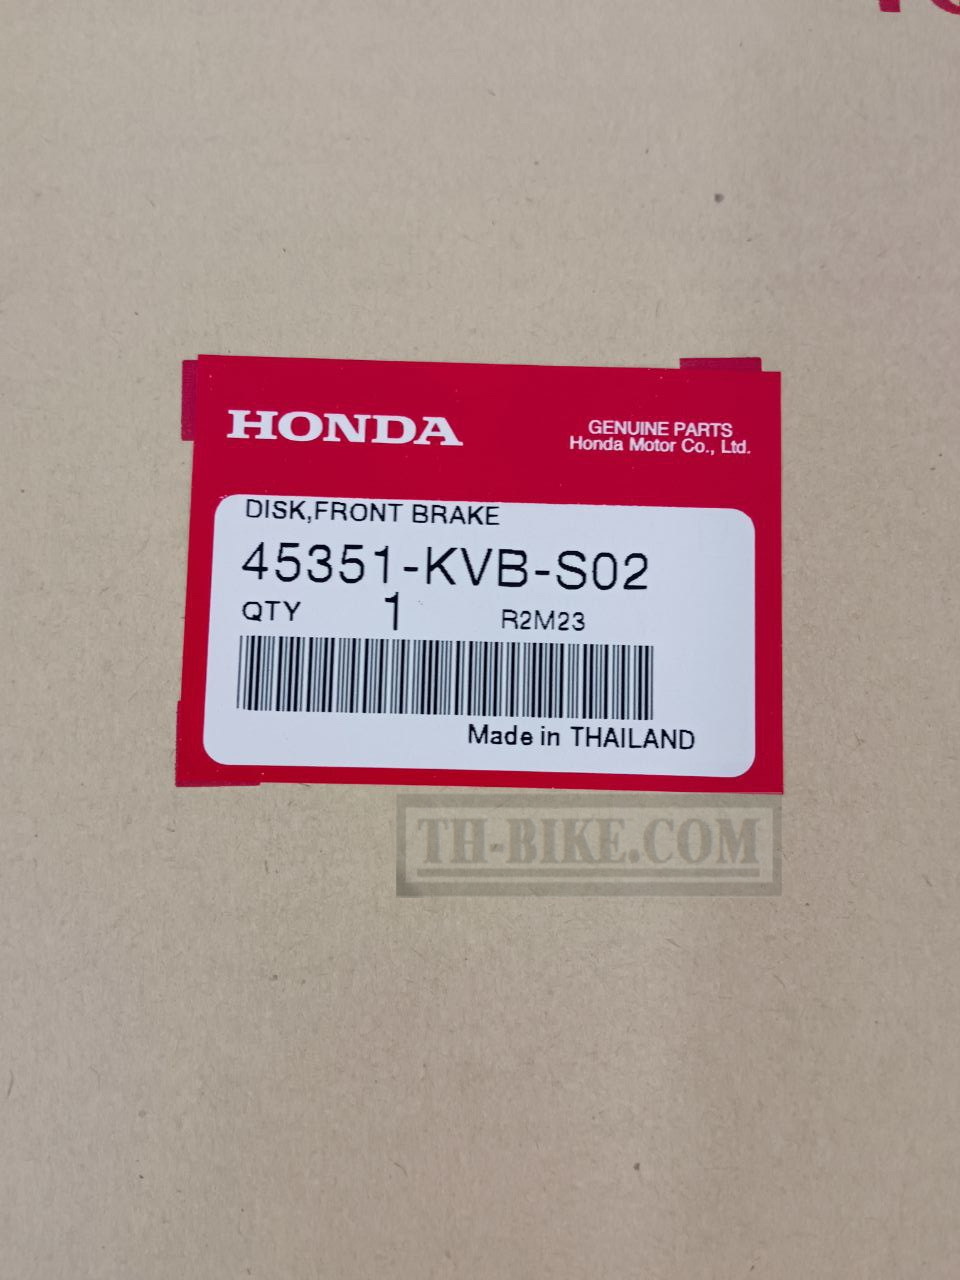 HONDA
GENUINE PARTS
Honda Motor Co., Ltd.
DISK,FRONT BRAKE
45351-KVB-S02
QTY 1 R2M23
Made in THAILAND
TH-BIKE.COM